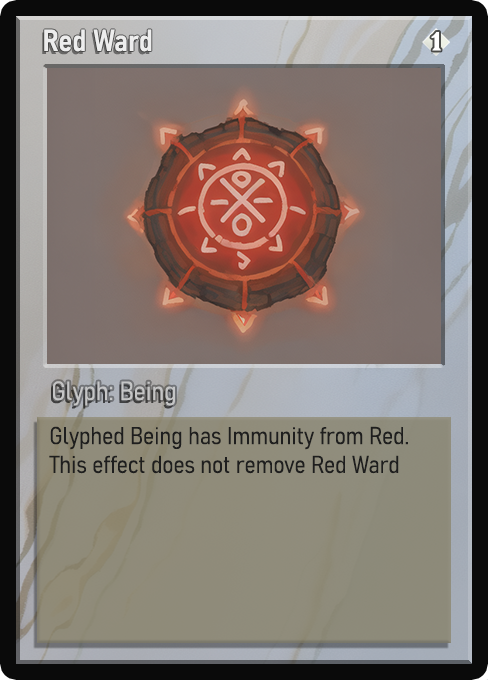 Red Ward
1
Glyph: Being
Glyphed Being has Immunity from Red.
This effect does not remove Red Ward